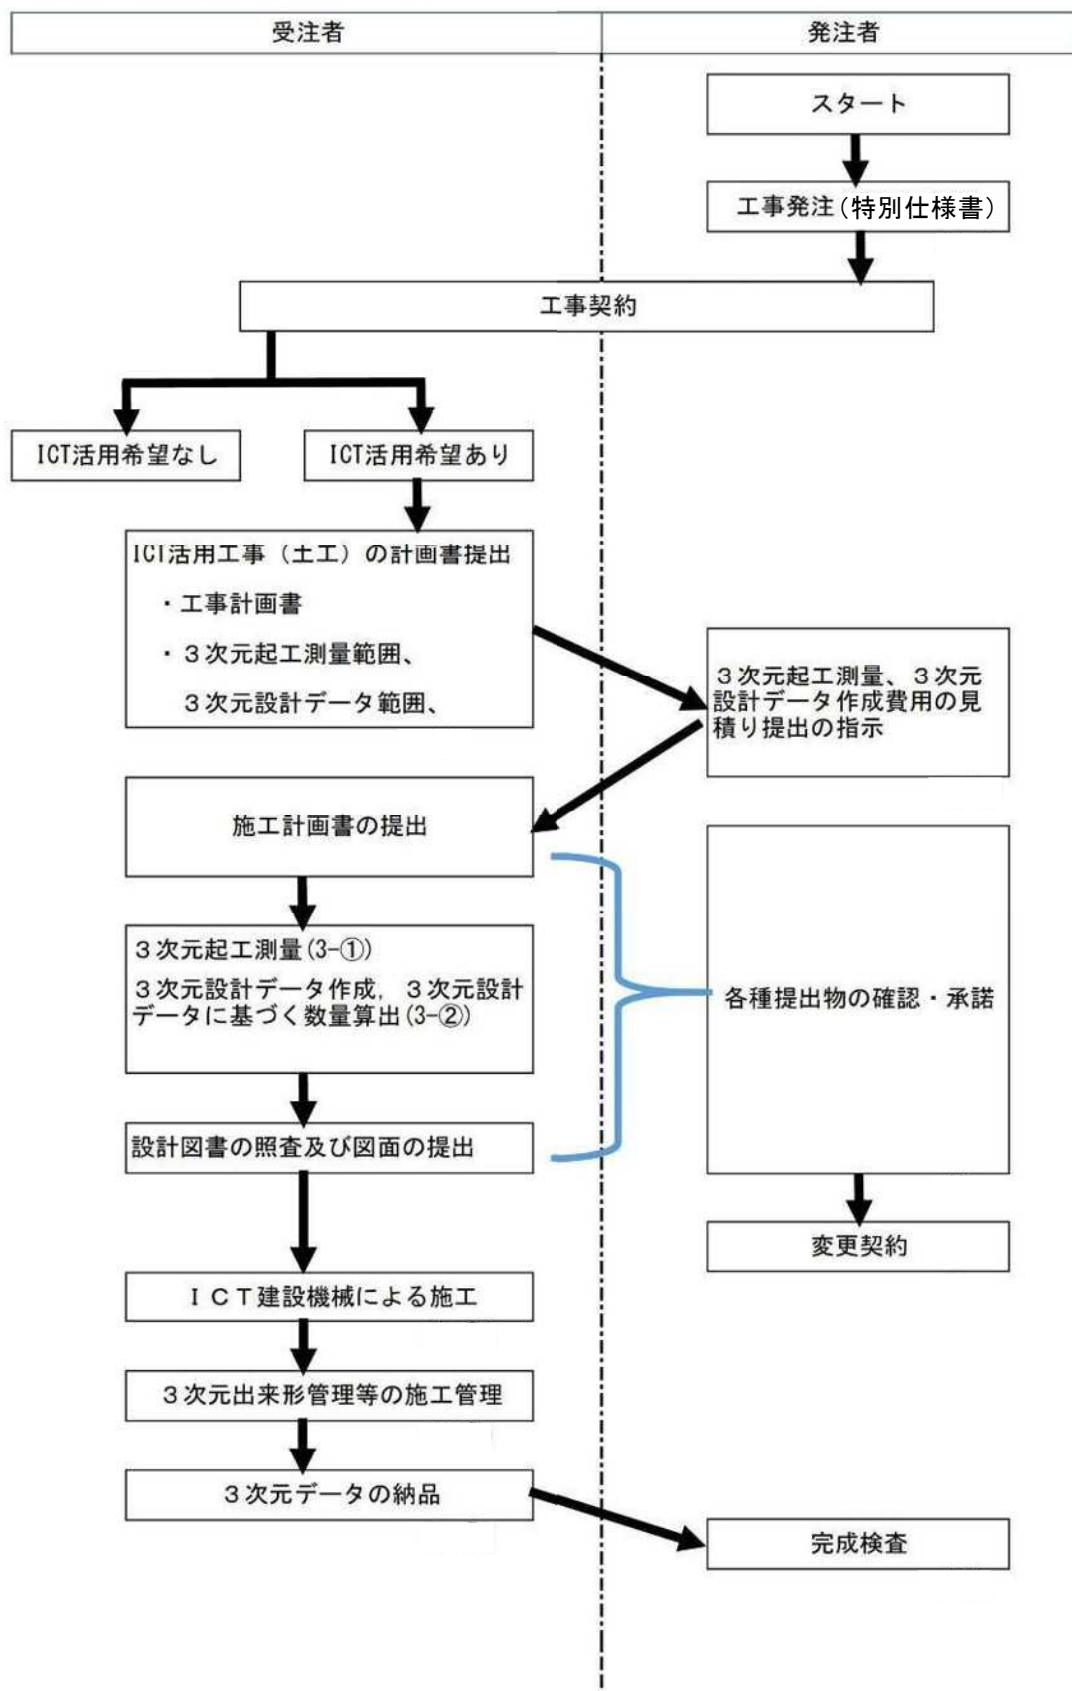 受注者
発注者
スタート
工事発注(特別仕様書)
工事契約
ICT活用希望なし
ICT活用希望あり
ICT活用工事（土工）の計画書提出
・工事計画書
・３次元起工測量範囲、
３次元設計データ範囲、
３次元起工測量、３次元
設計データ作成費用の見
積り提出の指示
施工計画書の提出
３次元起工測量(3-①)
３次元設計データ作成，３次元設計
データに基づく数量算出(3-②)
各種提出物の確認・承諾
設計図書の照査及び図面の提出
変更契約
ＩＣＴ建設機械による施工
３次元出来形管理等の施工管理
３次元データの納品
完成検査